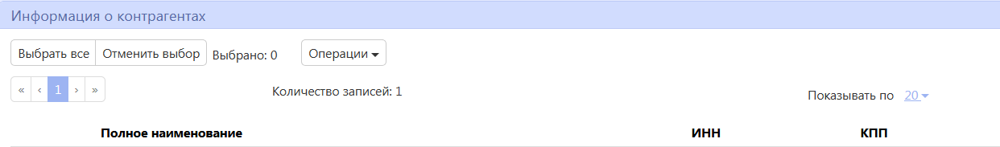 Информация о контрагентах
Выбрать все Отменить выбор Выбрано: 0 Операции
« ‹ 1 › » Количество записей: 1 Показывать по 20
Полное наименование ИНН КПП